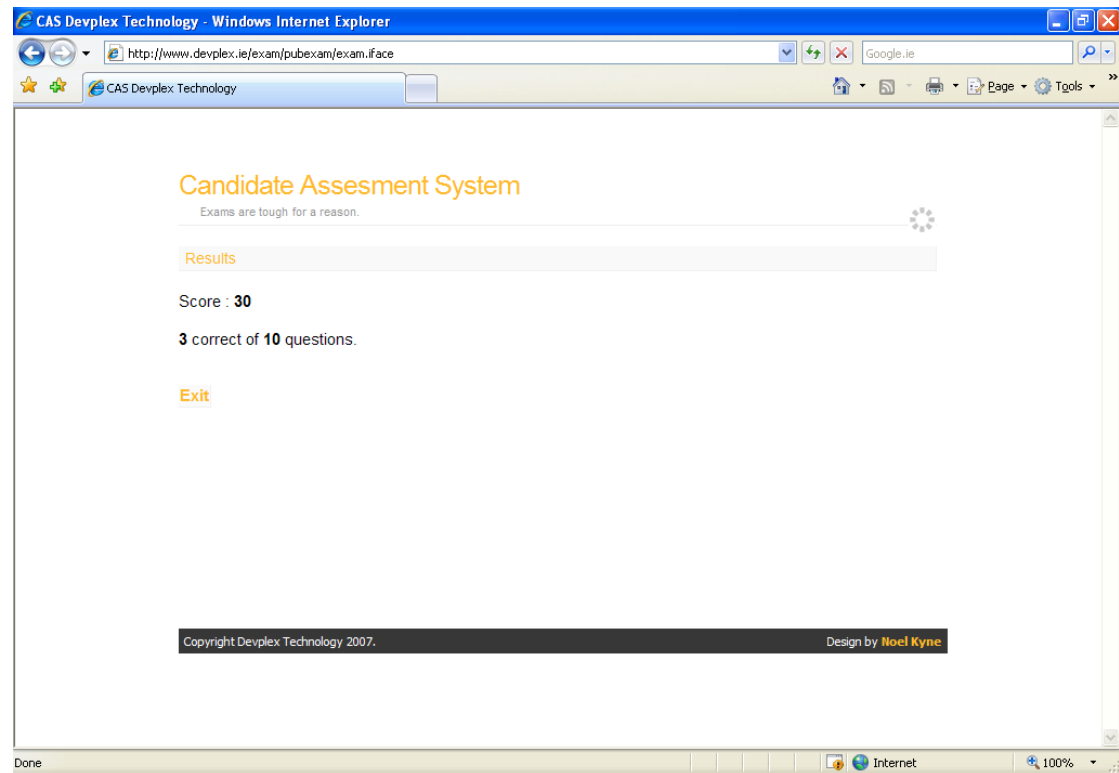 CAS Devplex Technology - Windows Internet Explorer
http://www.devplex.ie/exam/pubexam/exam.iface
Google.ie
CAS Devplex Technology
Page
Tools
»
Candidate Assesment System
Exams are tough for a reason.
Results
Score : 30
3 correct of 10 questions.
Exit
Copyright Devplex Technology 2007.
Design by Noel Kyne
Done
Internet
100%